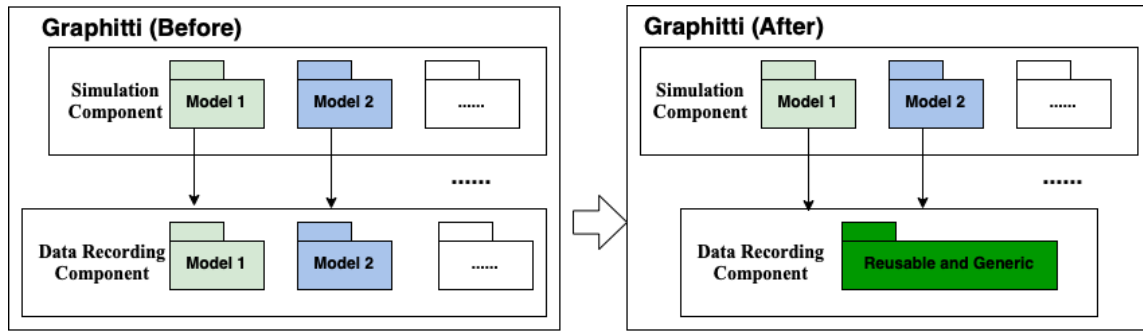 Graphitti (Before)
Simulation
Component
Model 1
Model 2
......
......
Data Recording
Component
Model 1
Model 2
......
Graphitti (After)
Simulation
Component
Model 1
Model 2
......
......
Data Recording
Component
Reusable and Generic